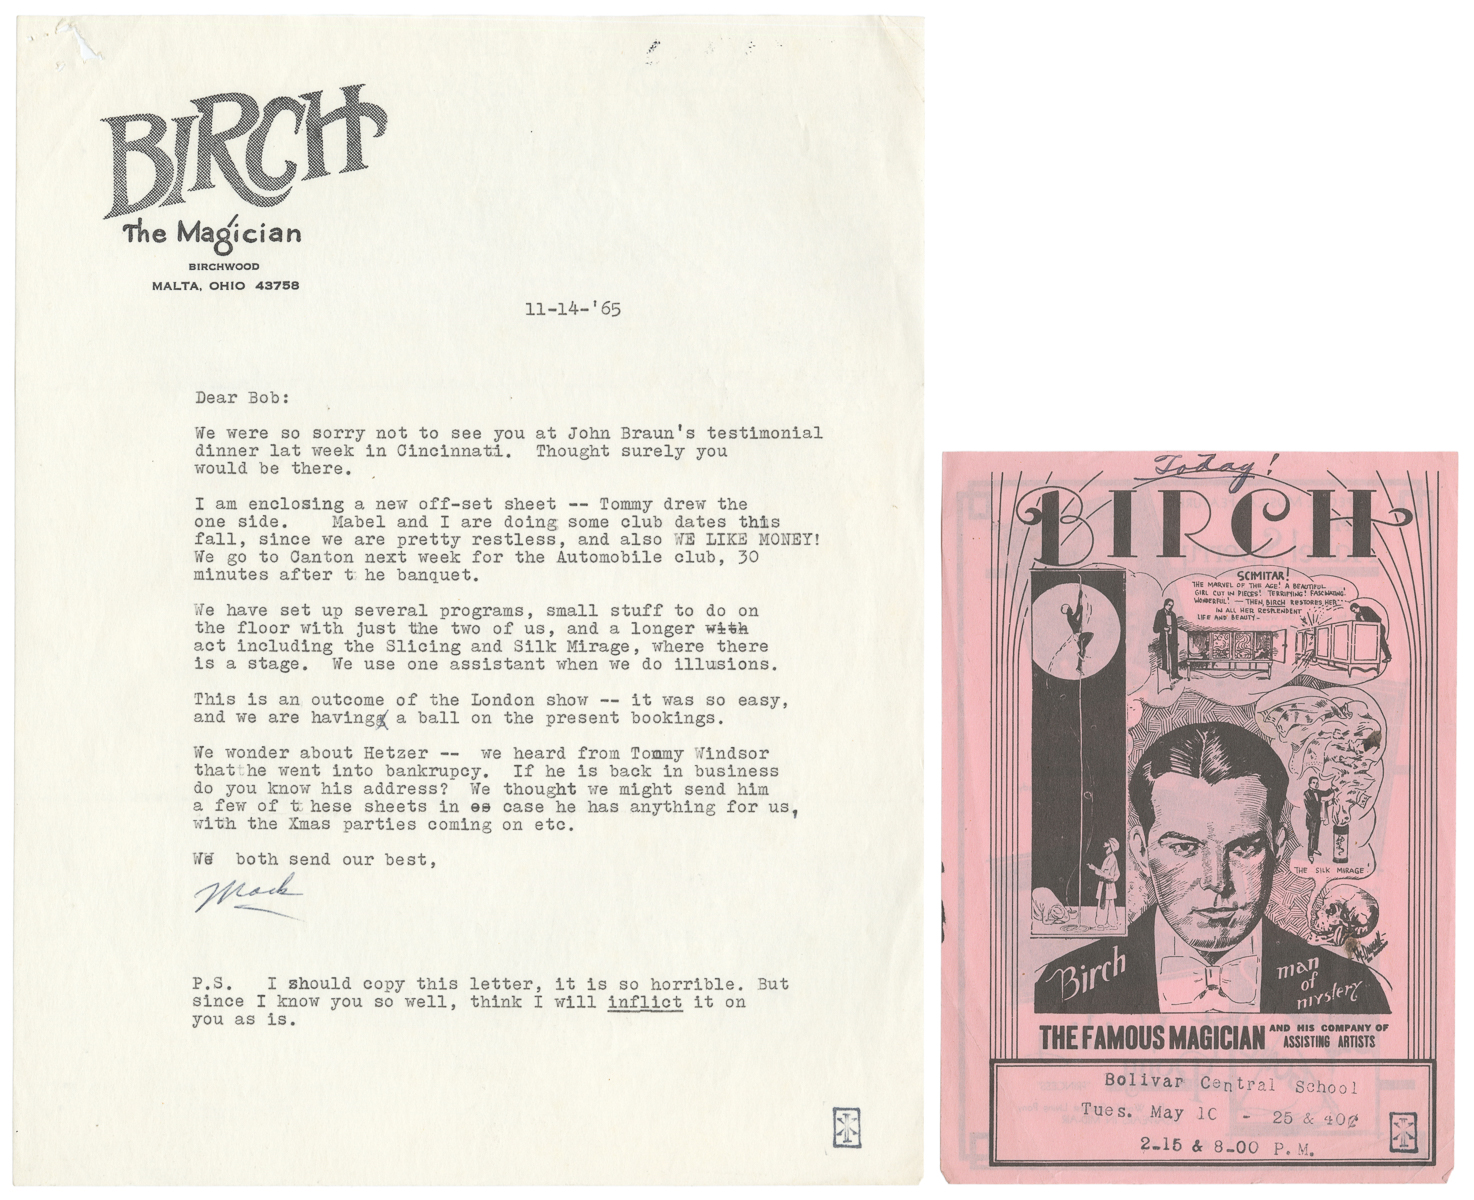 BIRCH
The Magician
BIRCHWOOD
MALTA, OHIO 43758
11-14-'65
Dear Bob:
We were so sorry not to see you at John Braun's testimonial
dinner lat week in Cincinnati.  Thought surely you
would be there.
I am enclosing a new off-set sheet -- Tommy drew the
one side.    Mabel and I are doing some club dates this
fall, since we are pretty restless, and also WE LIKE MONEY!
We go to Canton next week for the Automobile club, 30
minutes after t he banquet.
We have set up several programs, small stuff to do on
the floor with just the two of us, and a longer with
act including the Slicing and Silk Mirage, where there
is a stage.  We use one assistant when we do illusions.
This is an outcome of the London show -- it was so easy,
and we are having a ball on the present bookings.
We wonder about Hetzer --  we heard from Tommy Windsor
that he went into bankrupcy.  If he is back in business
do you know his address?  We thought we might send him
a few of t hese sheets in es case he has anything for us,
with the Xmas parties coming on etc.
We  both send our best,
Mack
P.S.   I should copy this letter, it is so horrible. But
since I know you so well, think I will inflict it on
you as is.
Today!
BIRCH
SCIMITAR!
THE MARVEL OF THE AGE! A BEAUTIFUL
GIRL CUT IN PIECES! TERRIFYING! FASCINATING!
WONDERFUL! — THEN, BIRCH RESTORES HER
IN ALL HER RESPLENDENT
LIFE AND BEAUTY-
THE SILK MIRAGE!
Birch
man
of
mystery
THE FAMOUS MAGICIAN AND HIS COMPANY OF
ASSISTING ARTISTS
Bolivar Central School
Tues. May 10 - 25 & 40¢
2-15 & 8-00 P.M.